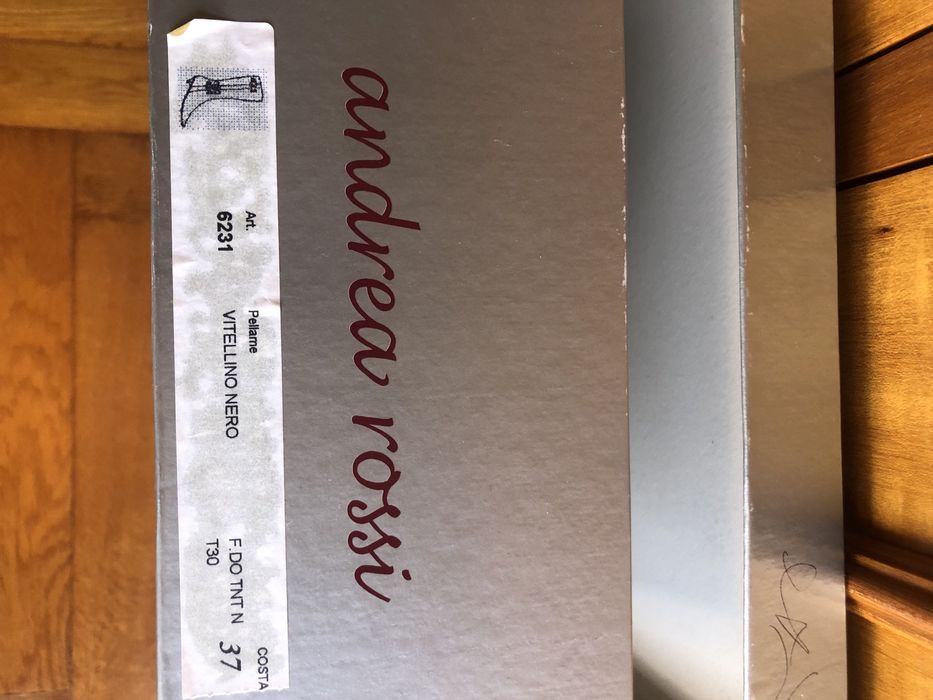 andrea rossi
Art.
6231
Pellame
VITELLINO NERO
F.DO TNT N
T30
COSTA
37